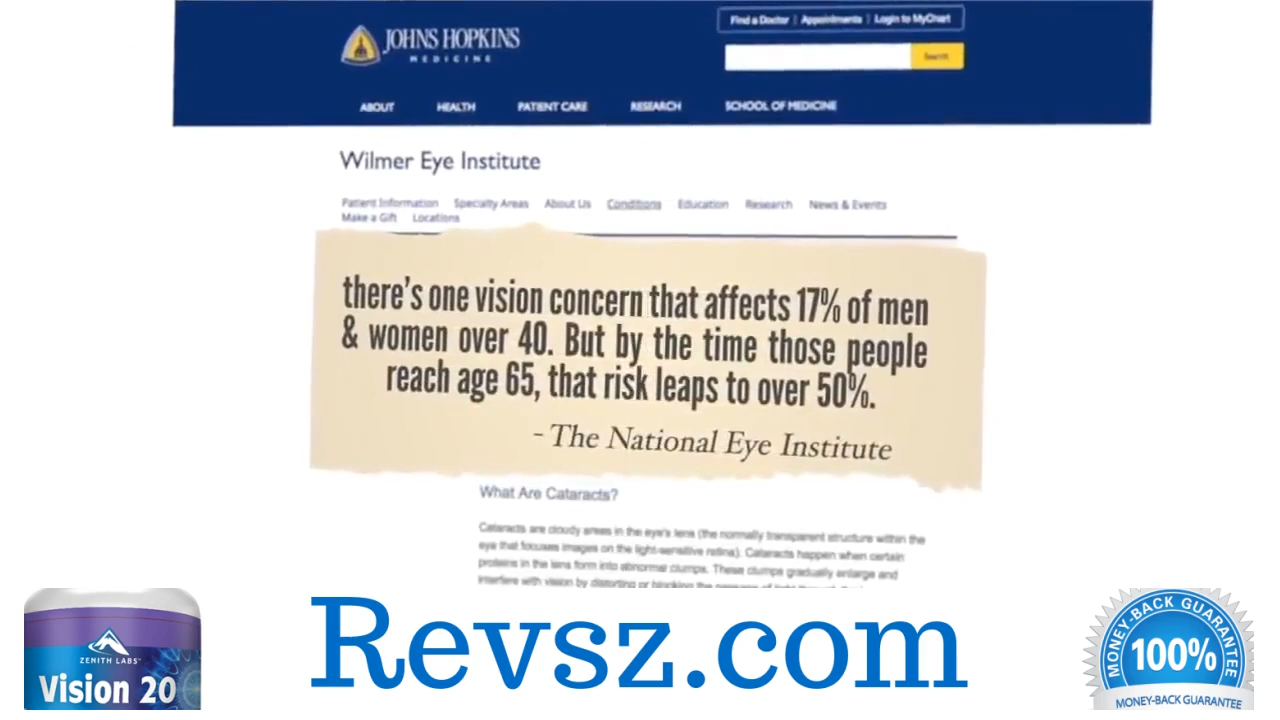 JOHNS HOPKINS
MEDICINE
Find a Doctor | Appointments | Login to MyChart
Search
ABOUT HEALTH PATIENT CARE RESEARCH SCHOOL OF MEDICINE
Wilmer Eye Institute
Patient Information Specialty Areas About Us Conditions Education Research News & Events
Make a Gift Locations
there's one vision concern that affects 17% of men
& women over 40. But by the time those people
reach age 65, that risk leaps to over 50%.
- The National Eye Institute
What Are Cataracts?
Cataracts are cloudy areas in the eye's lens (the normally transparent structure within the
eye that focuses images on the light-sensitive retina). Cataracts happen when certain
proteins in the lens form into abnormal clumps. These clumps gradually enlarge and
interfere with vision by distorting or blocking the passage of light
ZENITH LABS™
Vision 20
Revsz.com
MONEY-BACK GUARANTEE
100%
MONEY-BACK GUARANTEE